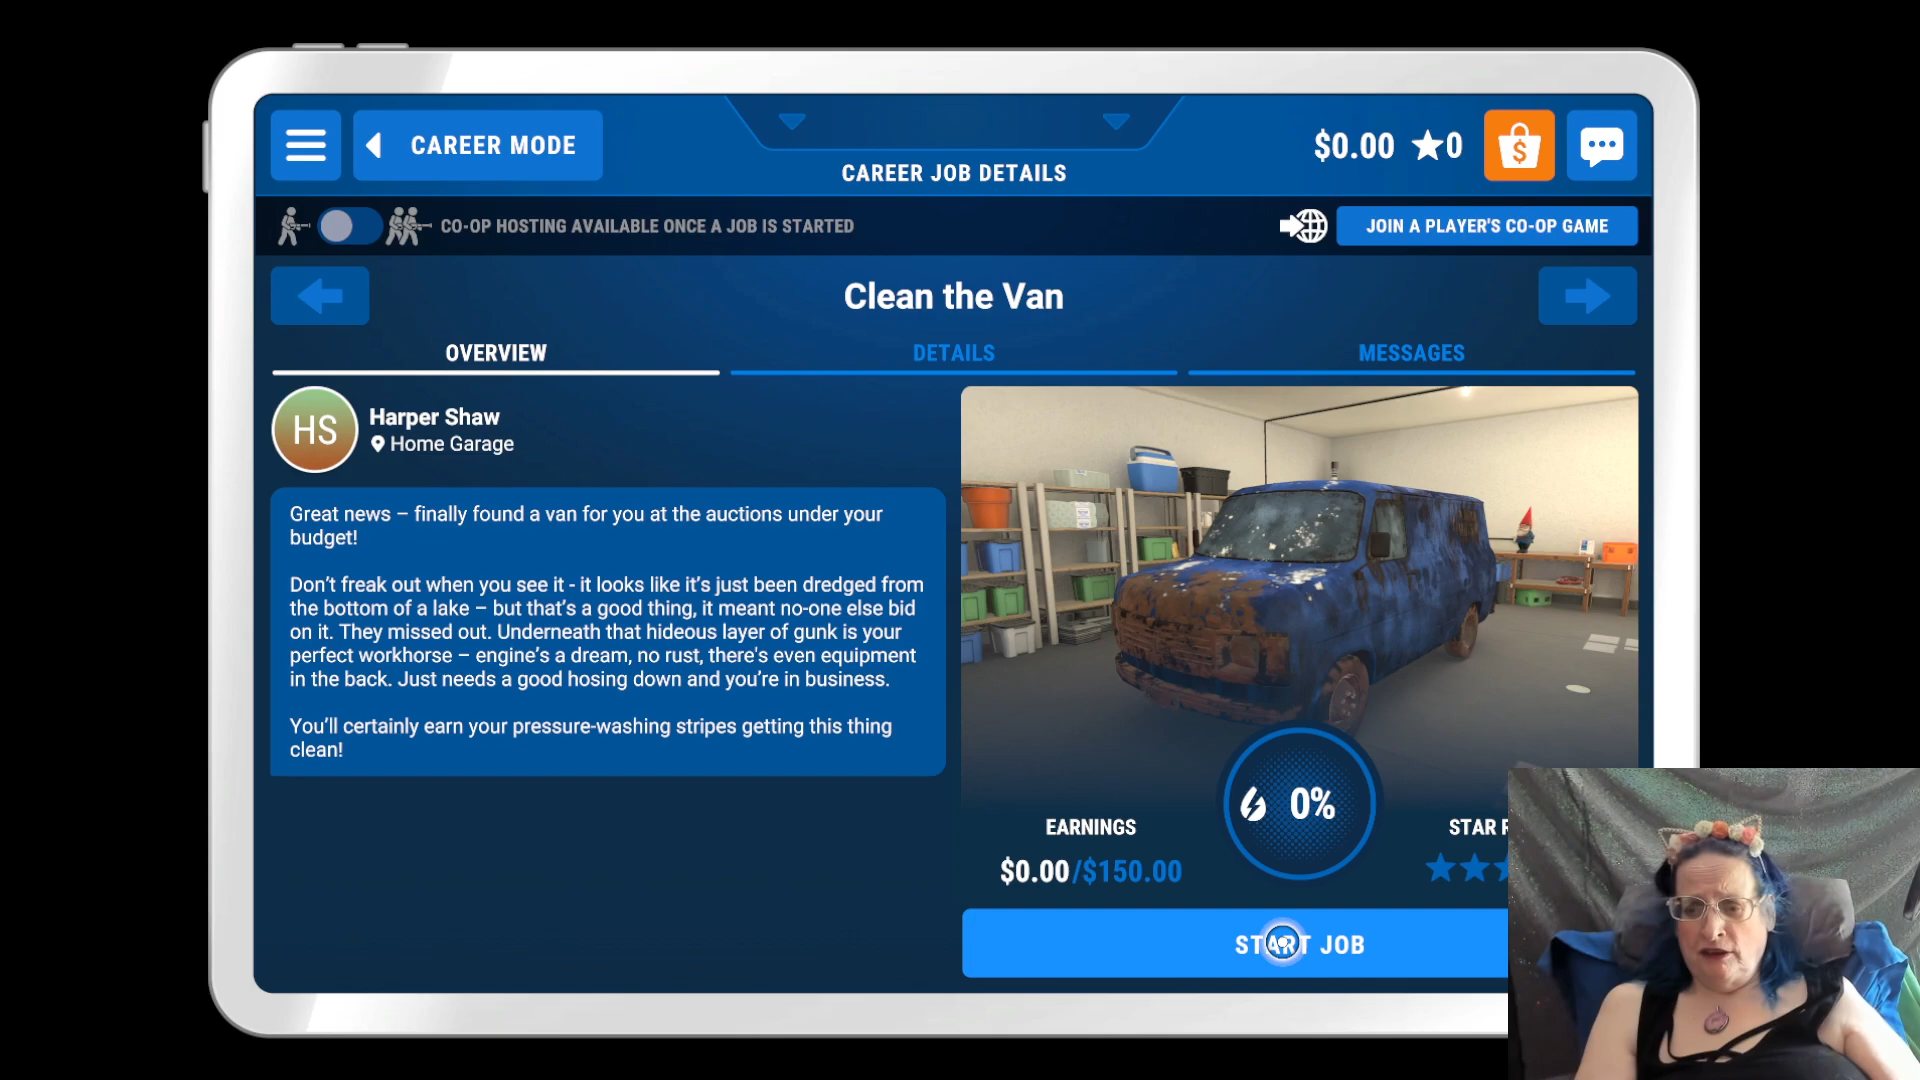 CAREER MODE
CAREER JOB DETAILS
$0.00 ★0
CO-OP HOSTING AVAILABLE ONCE A JOB IS STARTED
JOIN A PLAYER'S CO-OP GAME
Clean the Van
OVERVIEW
DETAILS
MESSAGES
HS
Harper Shaw
Home Garage
Great news – finally found a van for you at the auctions under your
budget!
Don't freak out when you see it - it looks like it's just been dredged from
the bottom of a lake – but that's a good thing, it meant no-one else bid
on it. They missed out. Underneath that hideous layer of gunk is your
perfect workhorse – engine's a dream, no rust, there's even equipment
in the back. Just needs a good hosing down and you're in business.
You'll certainly earn your pressure-washing stripes getting this thing
clean!
0%
EARNINGS
$0.00/$150.00
STAR
START JOB